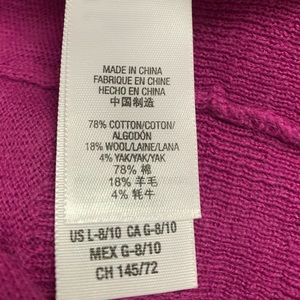 MADE IN CHINA
FABRIQUE EN CHINE
HECHO EN CHINA
中国制造
78% COTTON/COTON/
ALGODÓN
18% WOOL/LAINE/LANA
4% YAK/YAK/YAK
78% 棉
18% 羊毛
4% 牦牛
US L-8/10 CA G-8/10
MEX G-8/10
CH 145/72